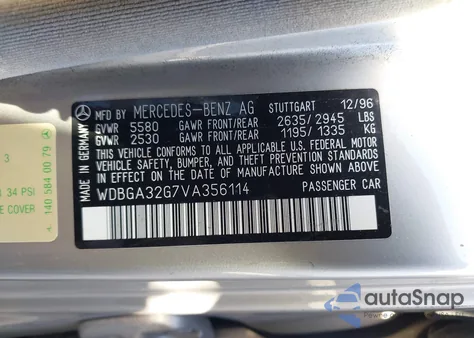 MADE IN GERMANY
MFD BY MERCEDES-BENZ AG STUTTGART 12/96
GVWR 5580 GAWR FRONT/REAR 2635/2945 LBS
GVWR 2530 GAWR FRONT/REAR 1195/1335 KG
THIS VEHICLE CONFORMS TO ALL APPLICABLE U.S. FEDERAL MOTOR
VEHICLE SAFETY, BUMPER, AND THEFT PREVENTION STANDARDS IN
EFFECT ON THE DATE OF MANUFACTURE SHOWN ABOVE
WDBGA32G7VA356114 PASSENGER CAR
3
34 PSI
E COVER
140 584 00 79
autoSnap